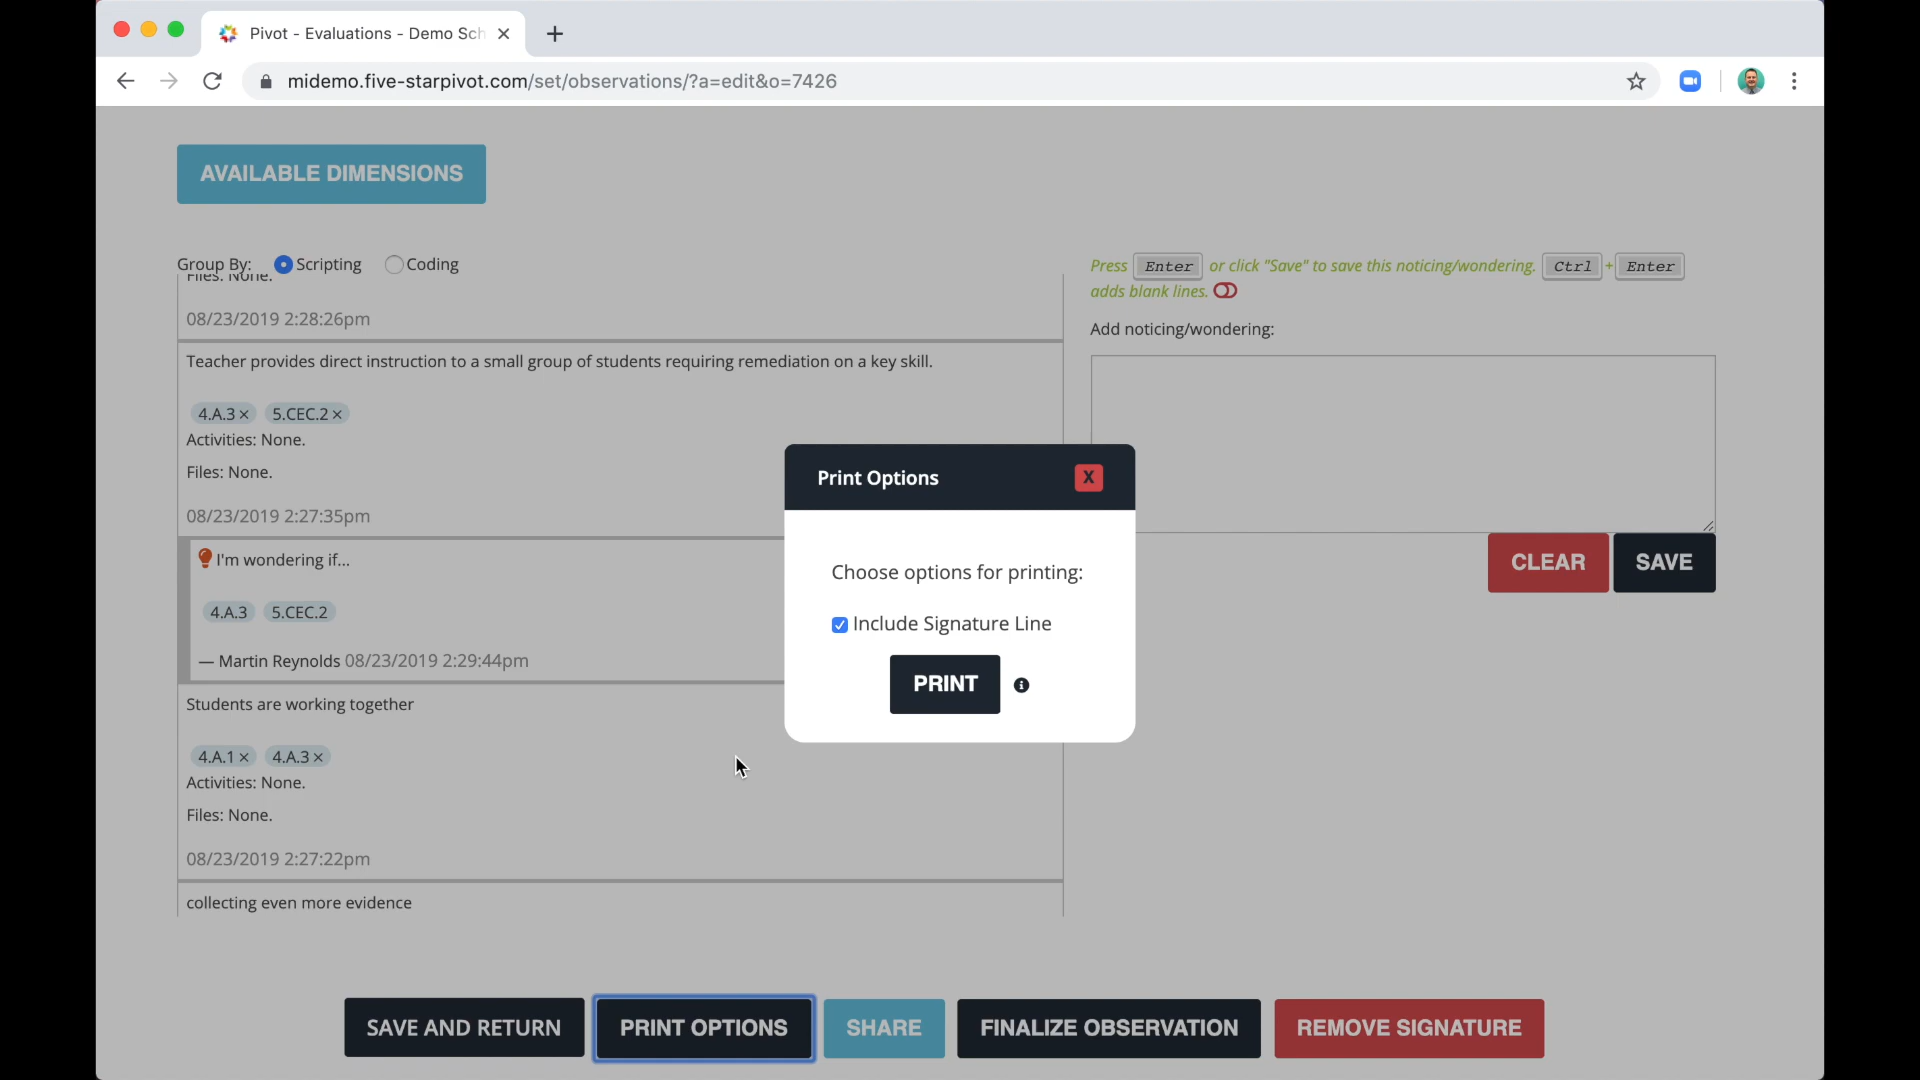 Pivot - Evaluations - Demo Sch
midemo.five-starpivot.com/set/observations/?a=edit&o=7426
AVAILABLE DIMENSIONS
Group By: Scripting Coding
Files: None.
08/23/2019 2:28:26pm
Teacher provides direct instruction to a small group of students requiring remediation on a key skill.
4.A.3 × 5.CEC.2 ×
Activities: None.
Files: None.
08/23/2019 2:27:35pm
I'm wondering if...
4.A.3 5.CEC.2
— Martin Reynolds 08/23/2019 2:29:44pm
Students are working together
4.A.1 × 4.A.3 ×
Activities: None.
Files: None.
08/23/2019 2:27:22pm
collecting even more evidence
Press Enter or click "Save" to save this noticing/wondering. Ctrl + Enter
adds blank lines.
Add noticing/wondering:
CLEAR SAVE
Print Options X
Choose options for printing:
Include Signature Line
PRINT
SAVE AND RETURN PRINT OPTIONS SHARE FINALIZE OBSERVATION REMOVE SIGNATURE